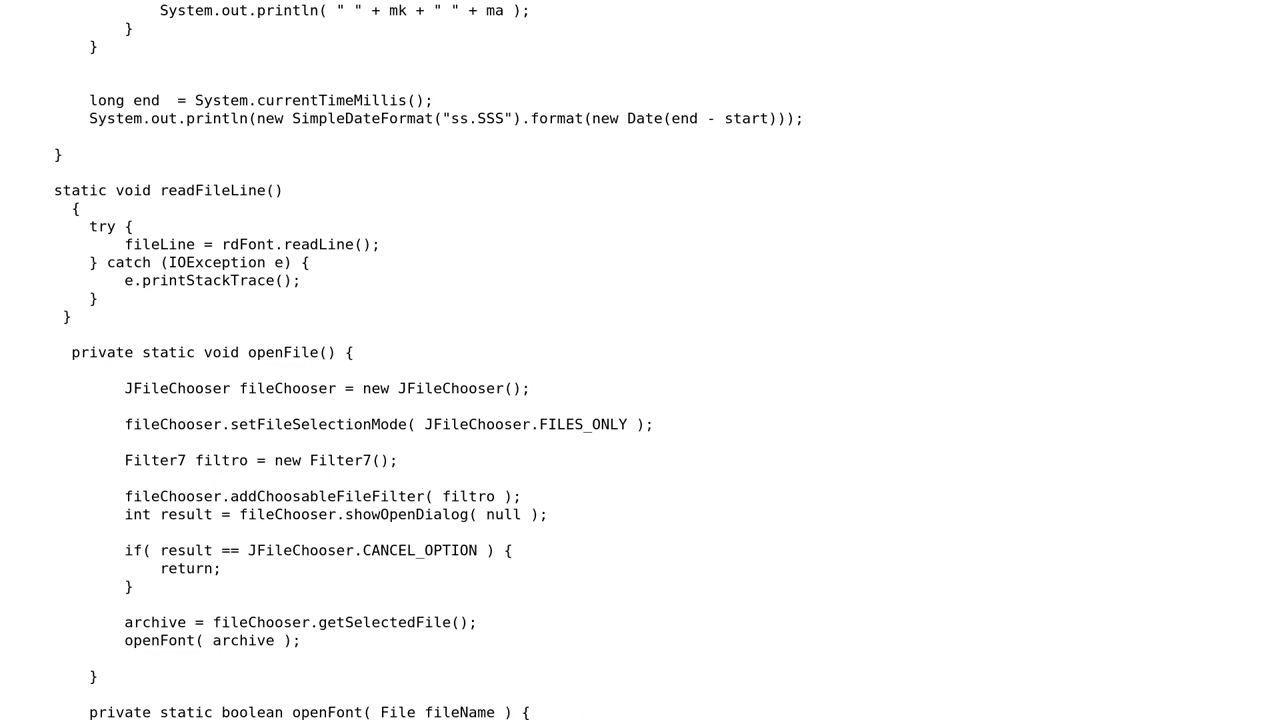 System.out.println( " " + mk + " " + ma );
        }
    }
    long end  = System.currentTimeMillis();
    System.out.println(new SimpleDateFormat("ss.SSS").format(new Date(end - start)));
}
static void readFileLine()
  {
    try {
        fileLine = rdFont.readLine();
    } catch (IOException e) {
        e.printStackTrace();
    }
 }
  private static void openFile() {
        JFileChooser fileChooser = new JFileChooser();
        fileChooser.setFileSelectionMode( JFileChooser.FILES_ONLY );
        Filter7 filtro = new Filter7();
        fileChooser.addChoosableFileFilter( filtro );
        int result = fileChooser.showOpenDialog( null );
        if( result == JFileChooser.CANCEL_OPTION ) {
            return;
        }
        archive = fileChooser.getSelectedFile();
        openFont( archive );
    }
    private static boolean openFont( File fileName ) {